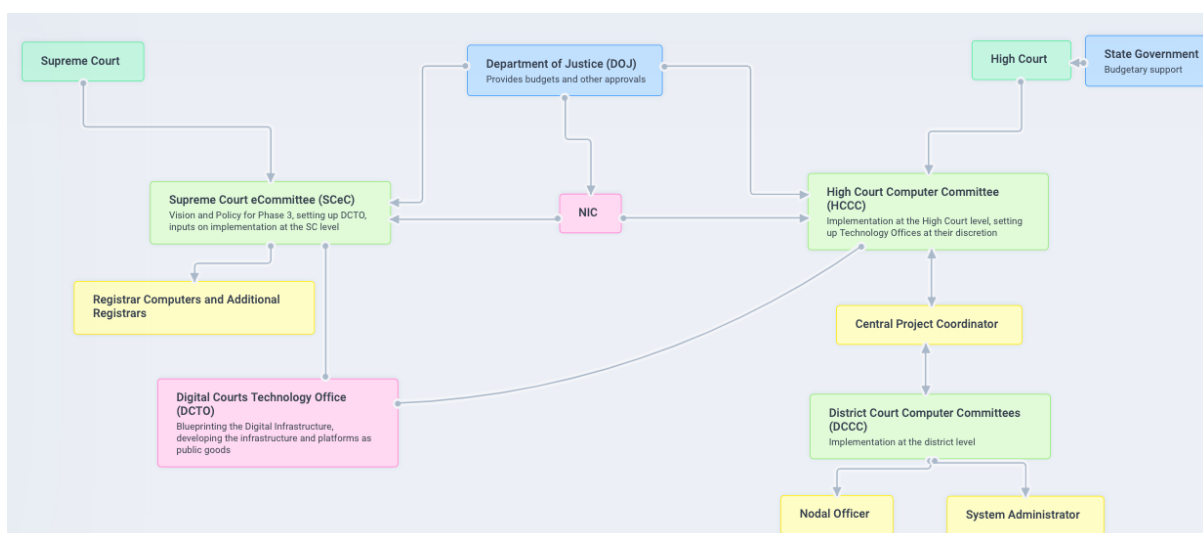 Supreme Court
Department of Justice (DOJ)
Provides budgets and other approvals
High Court
State Government
Budgetary support
Supreme Court eCommittee (SCeC)
Vision and Policy for Phase 3, setting up DCTO,
inputs on implementation at the SC level
NIC
High Court Computer Committee
(HCCC)
Implementation at the High Court level, setting
up Technology Offices at their discretion
Registrar Computers and Additional
Registrars
Central Project Coordinator
Digital Courts Technology Office
(DCTO)
Blueprinting the Digital Infrastructure,
developing the infrastructure and platforms as
public goods
District Court Computer Committees
(DCCC)
Implementation at the district level
Nodal Officer
System Administrator